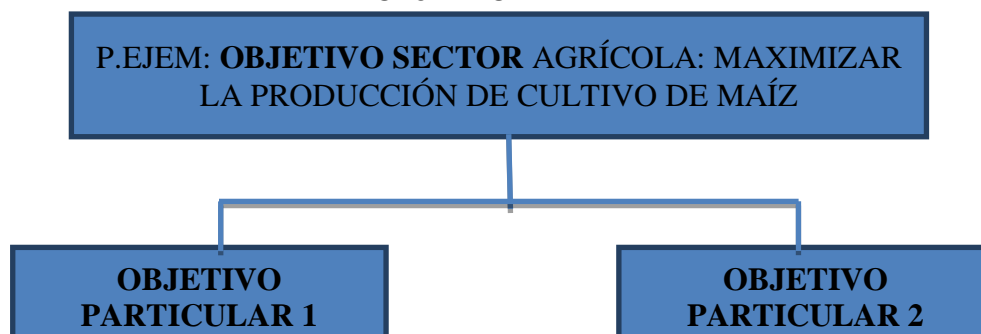 P.EJEM: OBJETIVO SECTOR AGRÍCOLA: MAXIMIZAR
LA PRODUCCIÓN DE CULTIVO DE MAÍZ
OBJETIVO
PARTICULAR 1
OBJETIVO
PARTICULAR 2